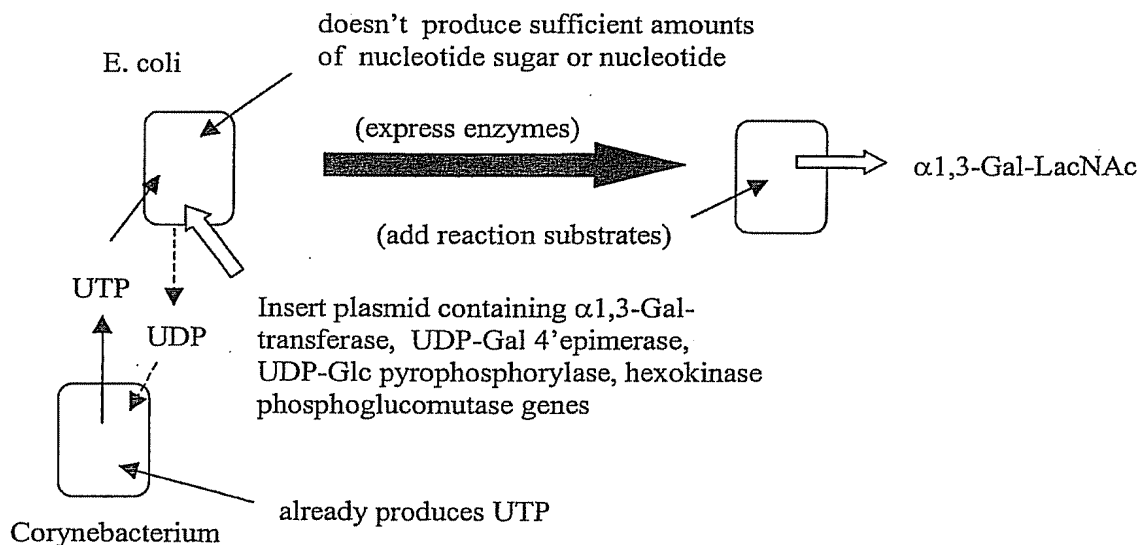 doesn't produce sufficient amounts
of nucleotide sugar or nucleotide
E. coli
(express enzymes)
α1,3-Gal-LacNAc
(add reaction substrates)
UTP
UDP
Insert plasmid containing α1,3-Gal-
transferase, UDP-Gal 4'epimerase,
UDP-Glc pyrophosphorylase, hexokinase
phosphoglucomutase genes
already produces UTP
Corynebacterium